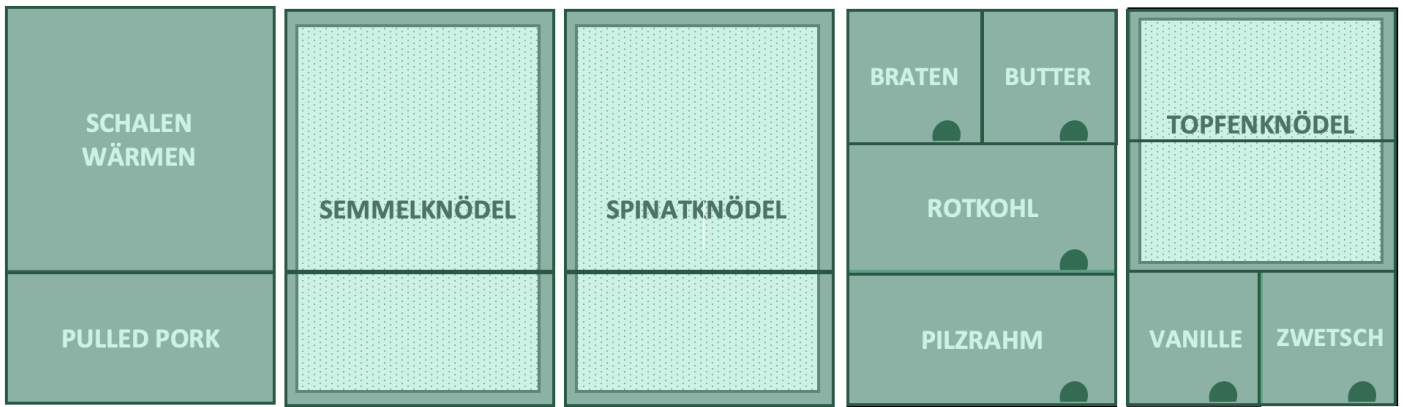 SCHALEN
WÄRMEN
PULLED PORK
SEMMELKNÖDEL
SPINATKNÖDEL
BRATEN
BUTTER
ROTKOHL
PILZRAHM
TOPFENKNÖDEL
VANILLE
ZWETSCH